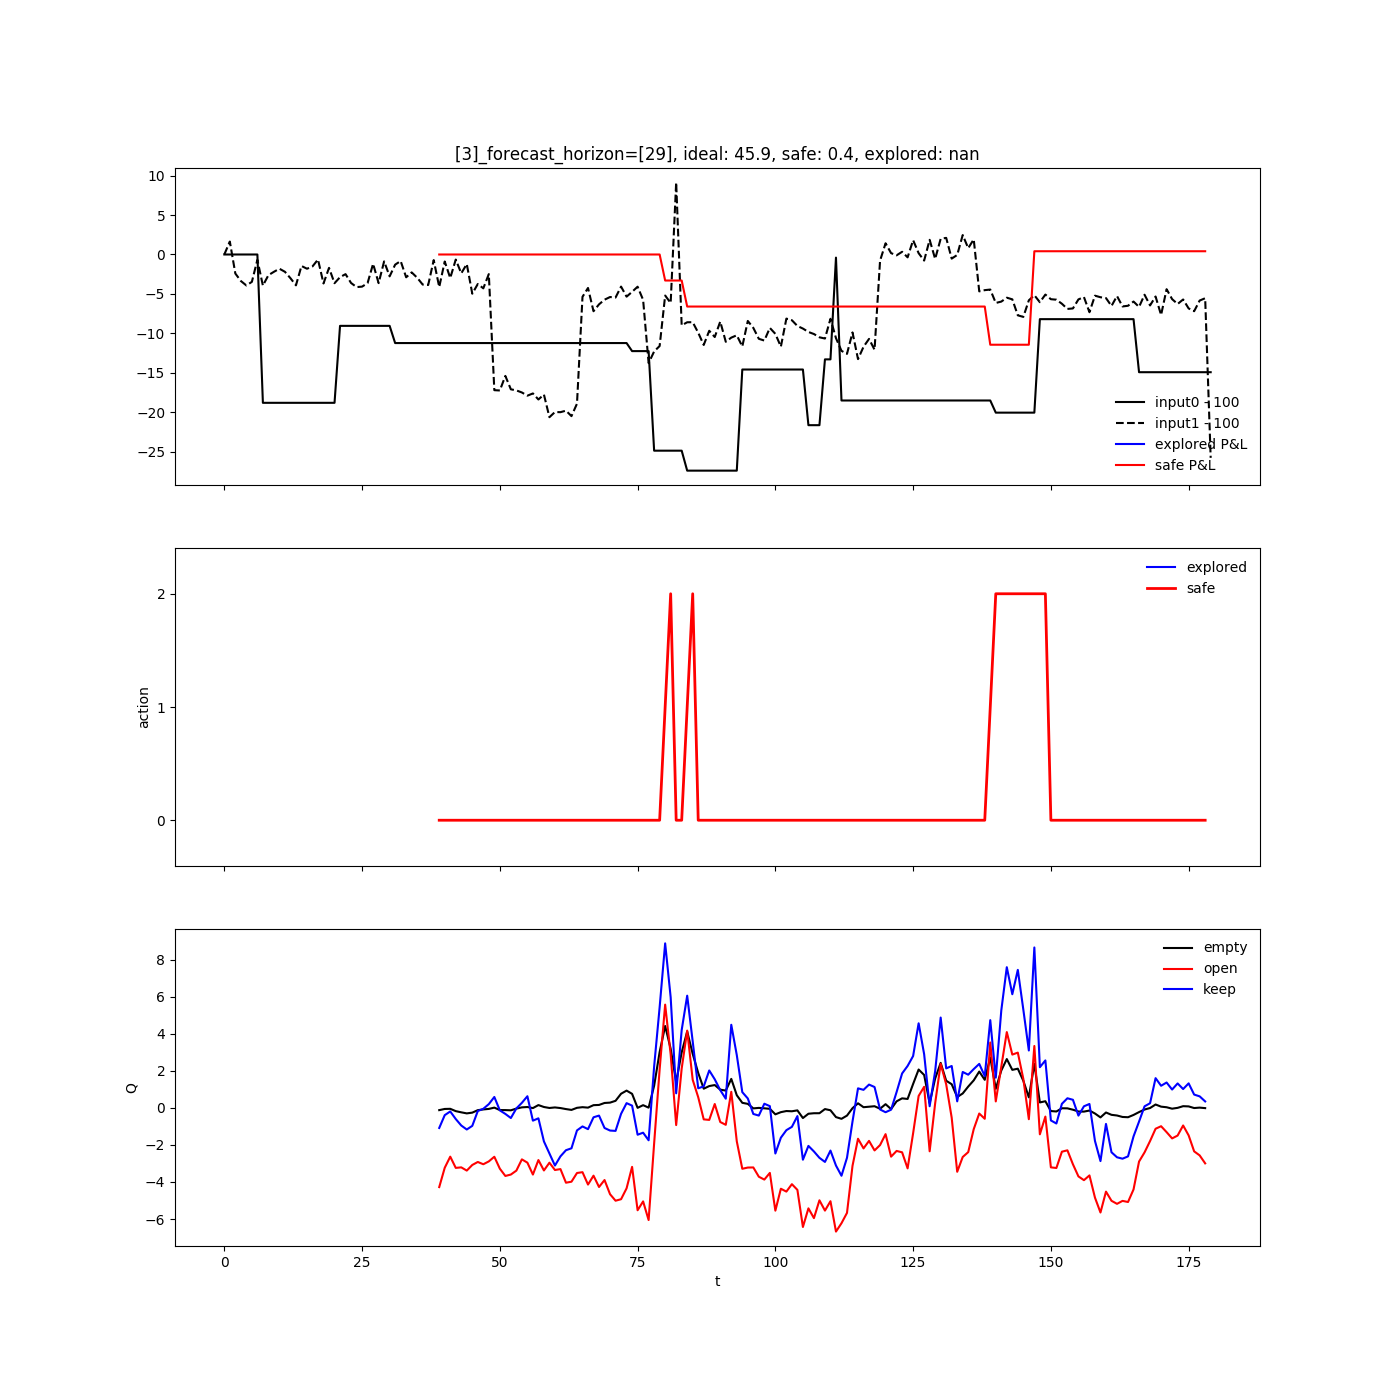 [3]_forecast_horizon=[29], ideal: 45.9, safe: 0.4, explored: nan
10
5
0
−5
−10
−15
−20
−25
input0 - 100
input1 - 100
explored P&L
safe P&L
2
1
0
action
explored
safe
8
6
4
2
0
−2
−4
−6
Q
empty
open
keep
0 25 50 75 100 125 150 175
t